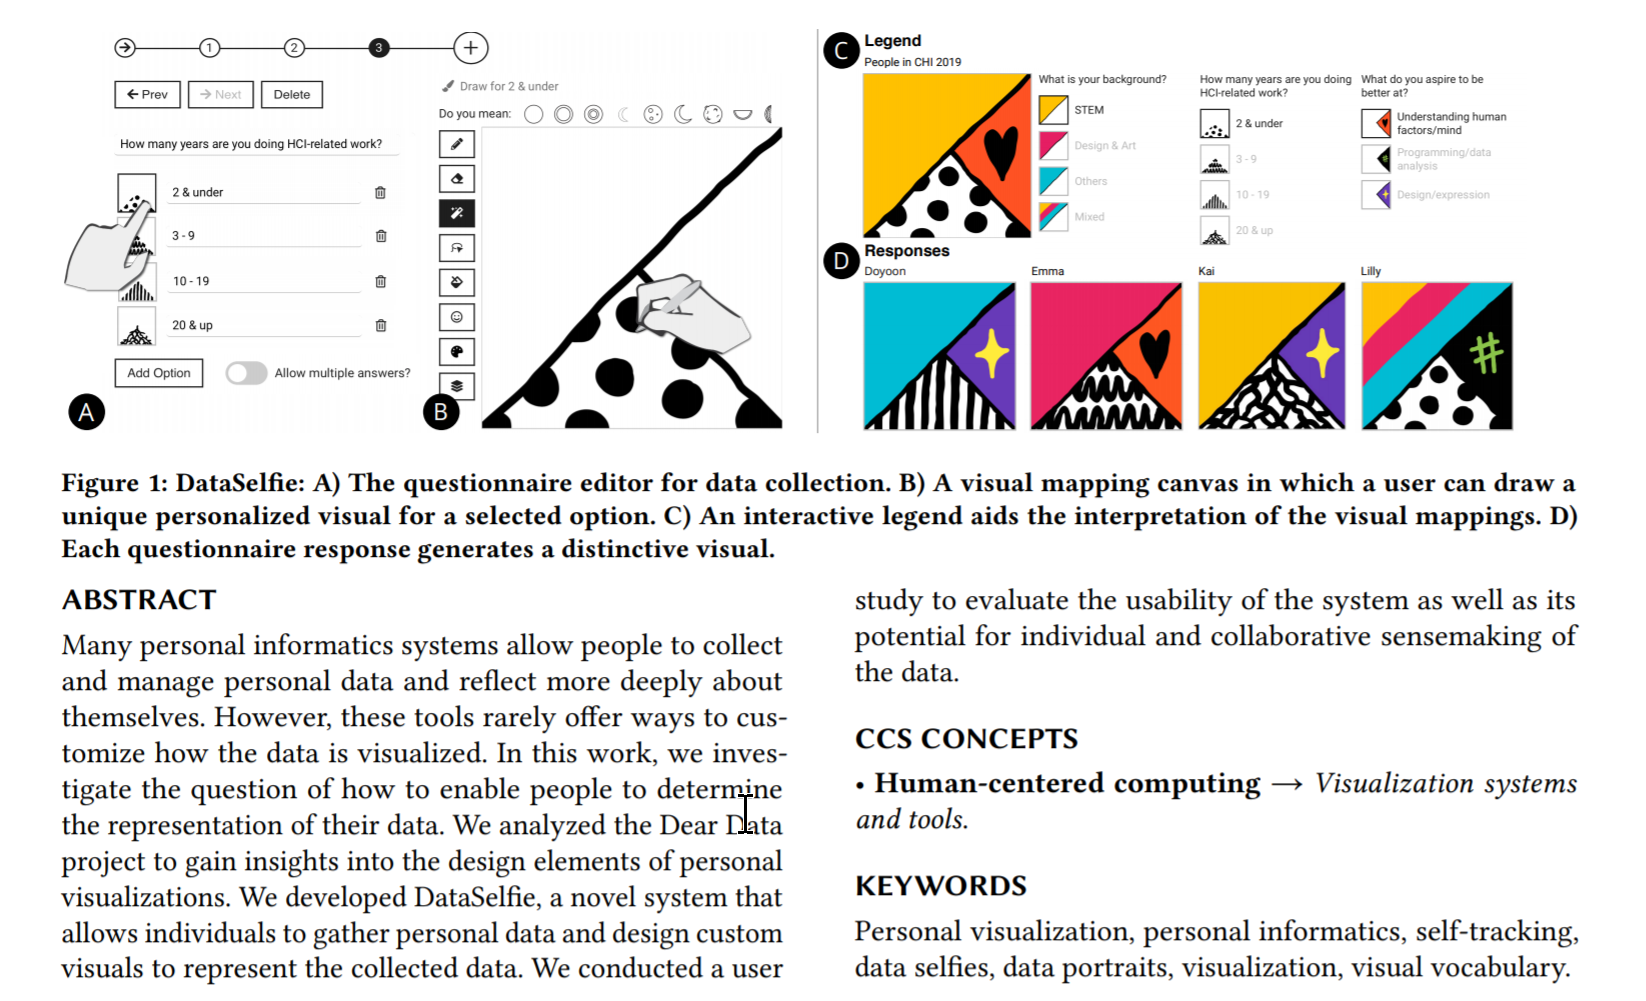 1
2
3
← Prev
→ Next
Delete
How many years are you doing HCI-related work?
2 & under
3 - 9
10 - 19
20 & up
Add Option
Allow multiple answers?
A
Draw for 2 & under
Do you mean:
B
C
Legend
People in CHI 2019
What is your background?
STEM
Design & Art
Others
Mixed
How many years are you doing
HCI-related work?
2 & under
3 - 9
10 - 19
20 & up
What do you aspire to be
better at?
Understanding human
factors/mind
#
Programming/data
analysis
Design/expression
D
Responses
Doyoon
Emma
Kai
Lilly
#
Figure 1: DataSelfie: A) The questionnaire editor for data collection. B) A visual mapping canvas in which a user can draw a
unique personalized visual for a selected option. C) An interactive legend aids the interpretation of the visual mappings. D)
Each questionnaire response generates a distinctive visual.
ABSTRACT
Many personal informatics systems allow people to collect
and manage personal data and reflect more deeply about
themselves. However, these tools rarely offer ways to cus-
tomize how the data is visualized. In this work, we inves-
tigate the question of how to enable people to determine
the representation of their data. We analyzed the Dear Data
project to gain insights into the design elements of personal
visualizations. We developed DataSelfie, a novel system that
allows individuals to gather personal data and design custom
visuals to represent the collected data. We conducted a user
study to evaluate the usability of the system as well as its
potential for individual and collaborative sensemaking of
the data.
CCS CONCEPTS
• Human-centered computing → Visualization systems
and tools.
KEYWORDS
Personal visualization, personal informatics, self-tracking,
data selfies, data portraits, visualization, visual vocabulary.